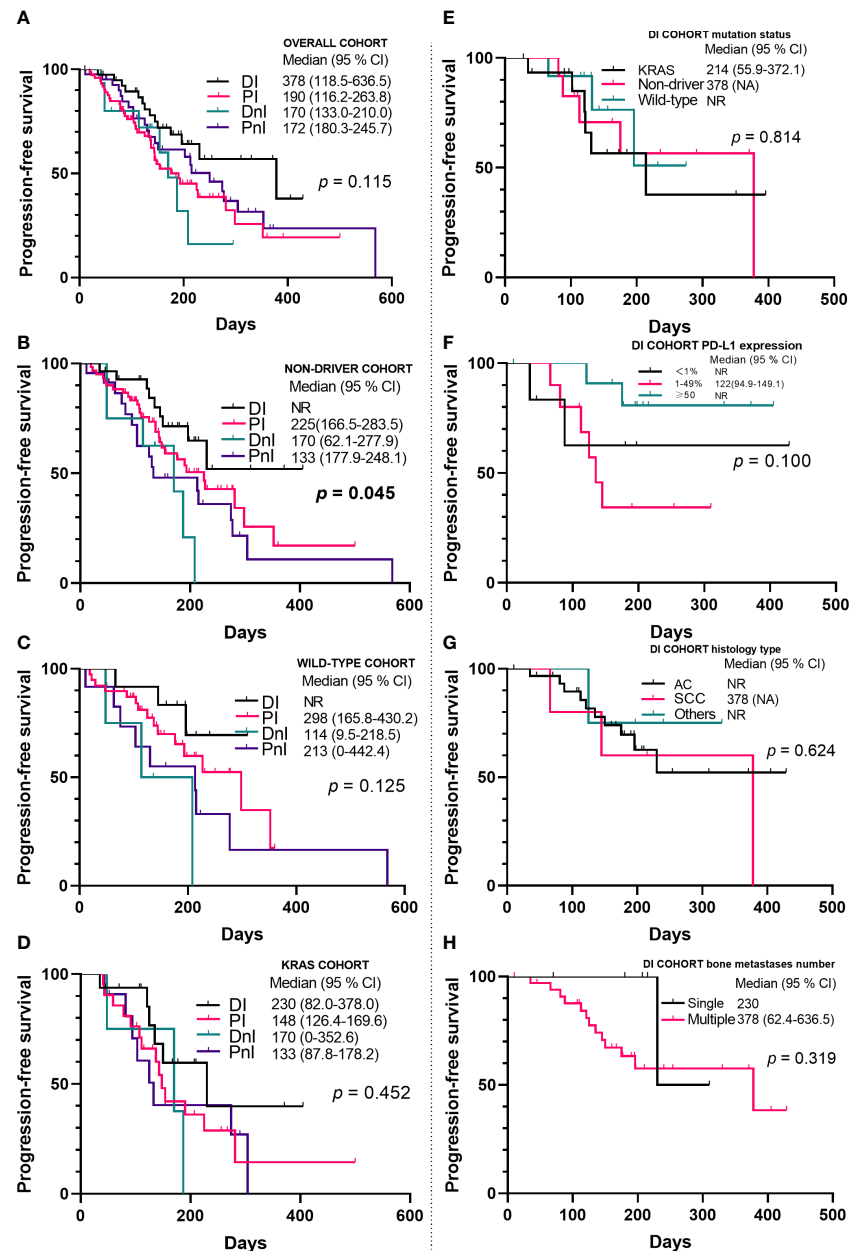 A
OVERALL COHORT
Median (95 % CI)
DI 378 (118.5-636.5)
PI 190 (116.2-263.8)
DnI 170 (133.0-210.0)
PnI 172 (180.3-245.7)
p = 0.115
Progression-free survival
100
50
0
0 200 400 600
Days
B
NON-DRIVER COHORT
Median (95 % CI)
DI NR
PI 225(166.5-283.5)
DnI 170 (62.1-277.9)
PnI 133 (177.9-248.1)
p = 0.045
Progression-free survival
100
50
0
0 200 400 600
Days
C
WILD-TYPE COHORT
Median (95 % CI)
DI NR
PI 298 (165.8-430.2)
DnI 114 (9.5-218.5)
PnI 213 (0-442.4)
p = 0.125
Progression-free survival
100
50
0
0 200 400 600
Days
D
KRAS COHORT
Median (95 % CI)
DI 230 (82.0-378.0)
PI 148 (126.4-169.6)
DnI 170 (0-352.6)
PnI 133 (87.8-178.2)
p = 0.452
Progression-free survival
100
50
0
0 200 400 600
Days
E
DI COHORT mutation status
Median (95 % CI)
KRAS 214 (55.9-372.1)
Non-driver 378 (NA)
Wild-type NR
p = 0.814
Progression-free survival
100
50
0
0 100 200 300 400 500
Days
F
DI COHORT PD-L1 expression
Median (95 % CI)
<1% NR
1-49% 122(94.9-149.1)
≥50 NR
p = 0.100
Progression-free survival
100
50
0
0 100 200 300 400 500
Days
G
DI COHORT histology type
Median (95 % CI)
AC NR
SCC 378 (NA)
Others NR
p = 0.624
Progression-free survival
100
50
0
0 100 200 300 400 500
Days
H
DI COHORT bone metastases number
Median (95 % CI)
Single 230
Multiple 378 (62.4-636.5)
p = 0.319
Progression-free survival
100
50
0
0 100 200 300 400 500
Days